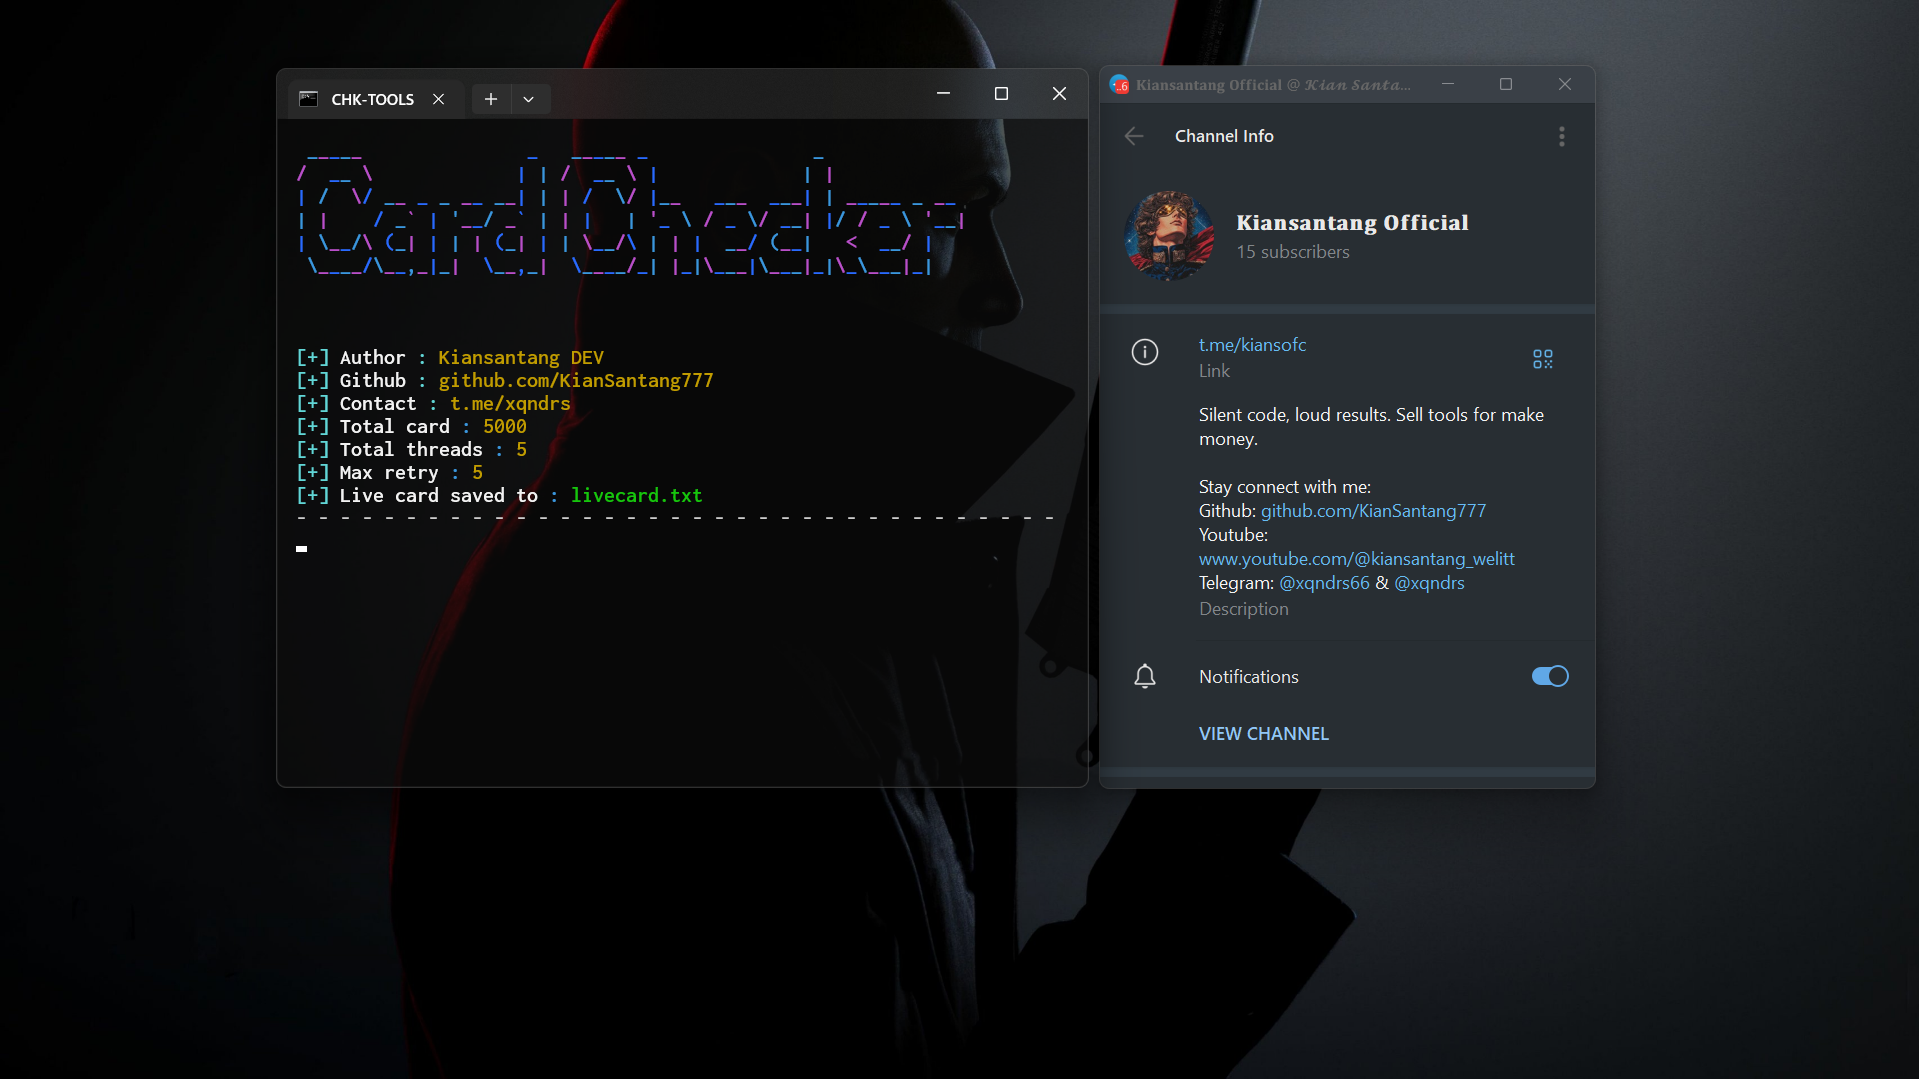 CHK-TOOLS
Card Checker
[+] Author : Kiansantang DEV
[+] Github : github.com/KianSantang777
[+] Contact : t.me/xqndrs
[+] Total card : 5000
[+] Total threads : 5
[+] Max retry : 5
[+] Live card saved to : livecard.txt
- - - - - - - - - - - - - - - - - - - - - - - - - - - - - - - - - - -
..6
Kiansantang Official @ 𝓚𝓲𝓪𝓷 𝓢𝓪𝓷𝓽𝓪...
Channel Info
Kiansantang Official
15 subscribers
t.me/kiansofc
Link
Silent code, loud results. Sell tools for make
money.
Stay connect with me:
Github: github.com/KianSantang777
Youtube:
www.youtube.com/@kiansantang_welitt
Telegram: @xqndrs66 & @xqndrs
Description
Notifications
VIEW CHANNEL